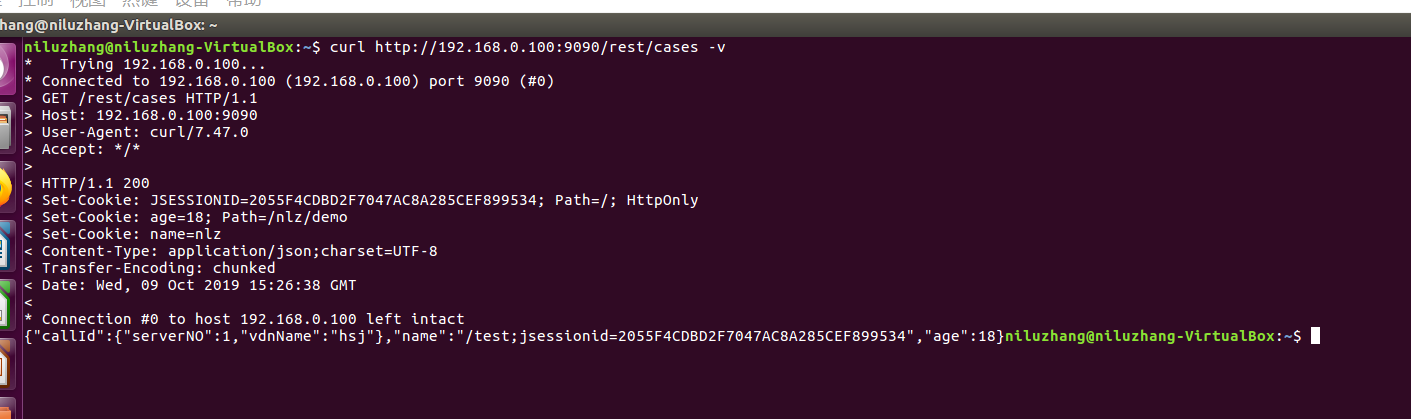 控制 视图 热键 设备 帮助
hang@niluzhang-VirtualBox: ~
niluzhang@niluzhang-VirtualBox:~$ curl http://192.168.0.100:9090/rest/cases -v
*   Trying 192.168.0.100...
* Connected to 192.168.0.100 (192.168.0.100) port 9090 (#0)
> GET /rest/cases HTTP/1.1
> Host: 192.168.0.100:9090
> User-Agent: curl/7.47.0
> Accept: */*
>
< HTTP/1.1 200
< Set-Cookie: JSESSIONID=2055F4CDBD2F7047AC8A285CEF899534; Path=/; HttpOnly
< Set-Cookie: age=18; Path=/nlz/demo
< Set-Cookie: name=nlz
< Content-Type: application/json;charset=UTF-8
< Transfer-Encoding: chunked
< Date: Wed, 09 Oct 2019 15:26:38 GMT
<
* Connection #0 to host 192.168.0.100 left intact
{"callId":{"serverNO":1,"vdnName":"hsj"},"name":"/test;jsessionid=2055F4CDBD2F7047AC8A285CEF899534","age":18}niluzhang@niluzhang-VirtualBox:~$